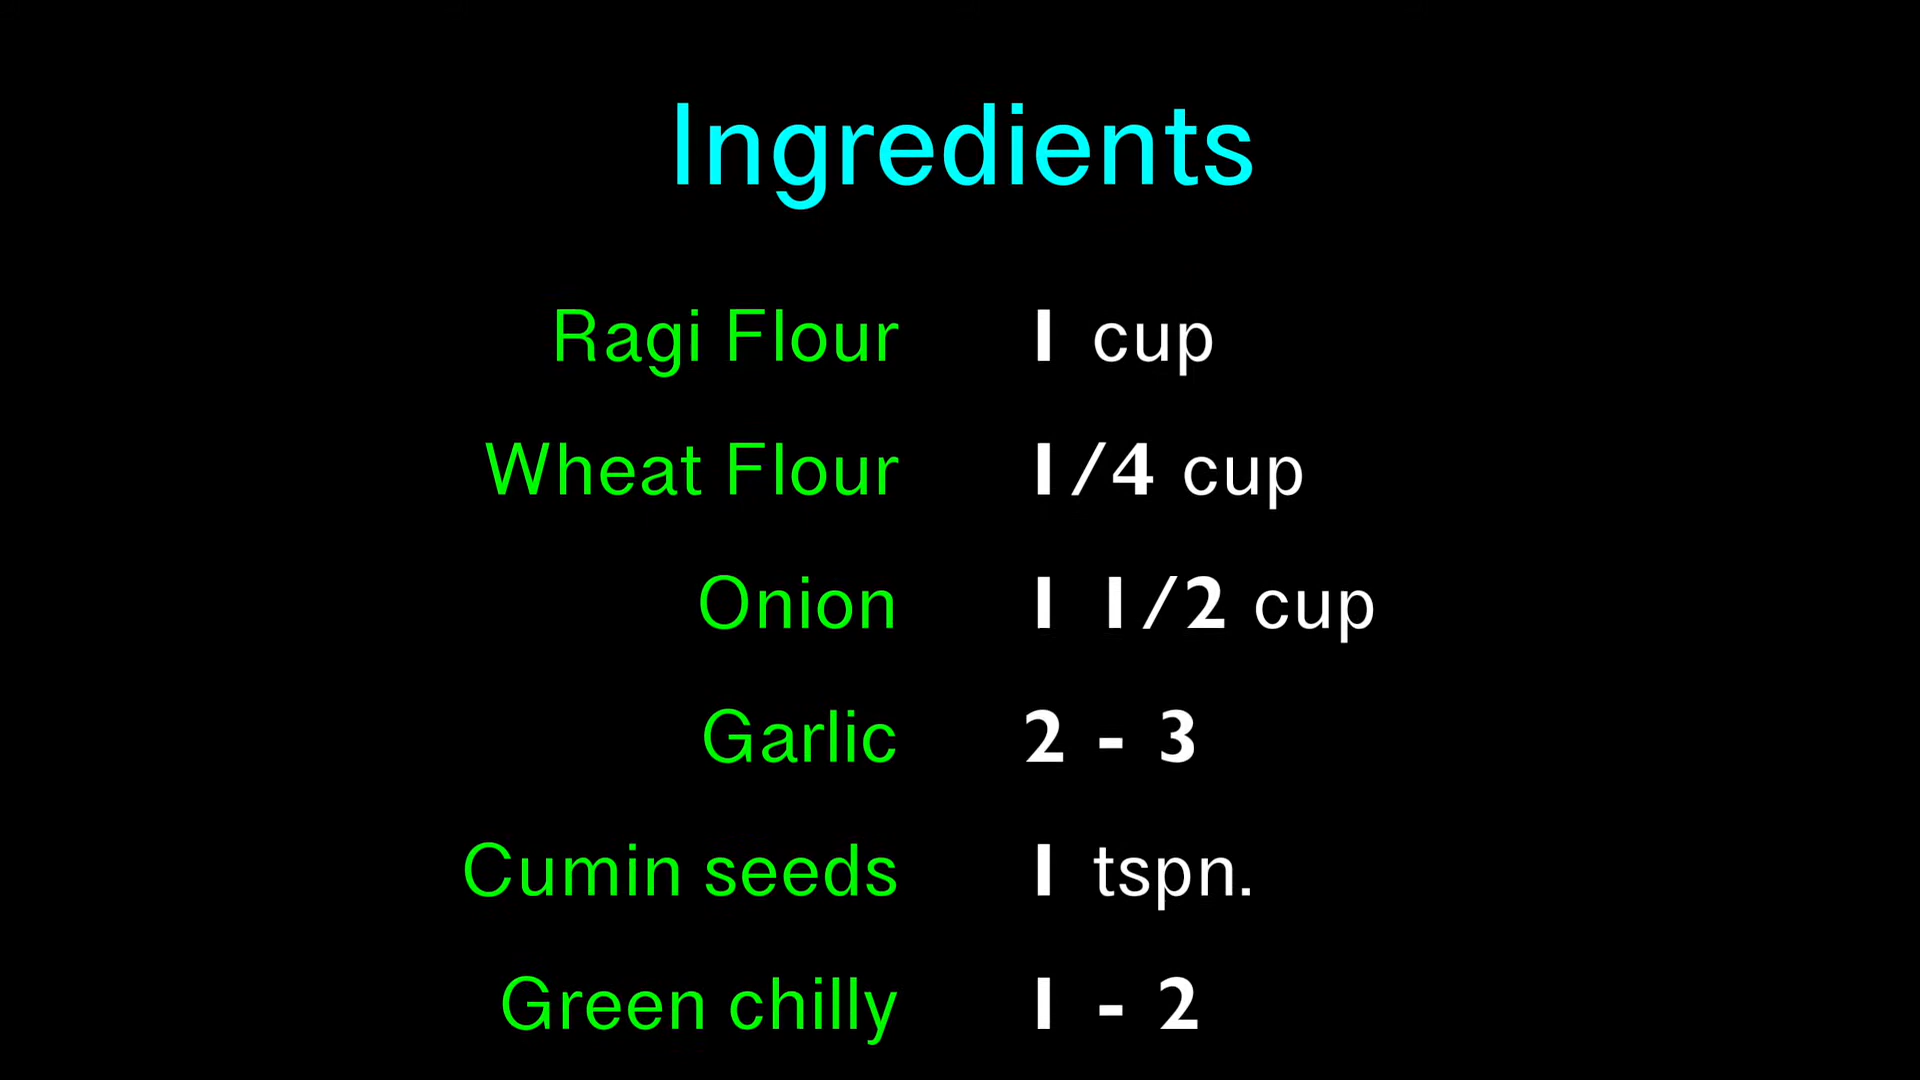 Ingredients
Ragi Flour 1 cup
Wheat Flour 1/4 cup
Onion 1 1/2 cup
Garlic 2 - 3
Cumin seeds 1 tspn.
Green chilly 1 - 2